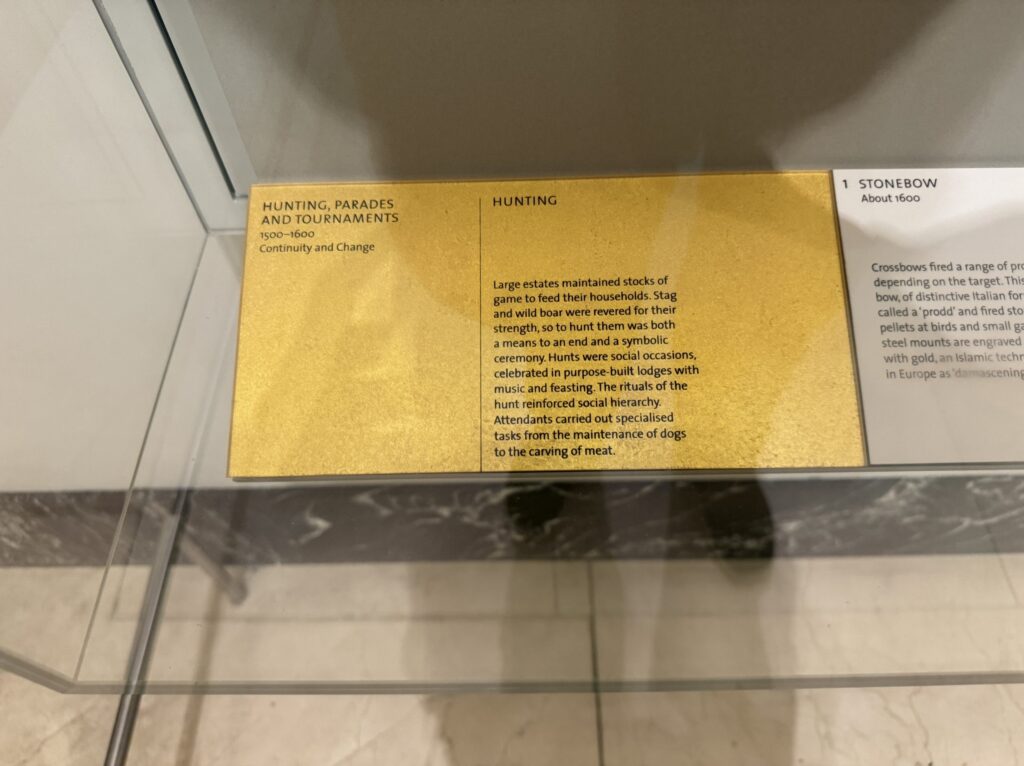 HUNTING, PARADES
AND TOURNAMENTS
1500–1600
Continuity and Change
HUNTING
Large estates maintained stocks of
game to feed their households. Stag
and wild boar were revered for their
strength, so to hunt them was both
a means to an end and a symbolic
ceremony. Hunts were social occasions,
celebrated in purpose-built lodges with
music and feasting. The rituals of the
hunt reinforced social hierarchy.
Attendants carried out specialised
tasks from the maintenance of dogs
to the carving of meat.
1 STONEBOW
About 1600
Crossbows fired a range of
depending on the target. This
bow, of distinctive Italian
called a 'prodd' and fired
pellets at birds and small
steel mounts are engraved
with gold, an Islamic
in Europe as 'damascening